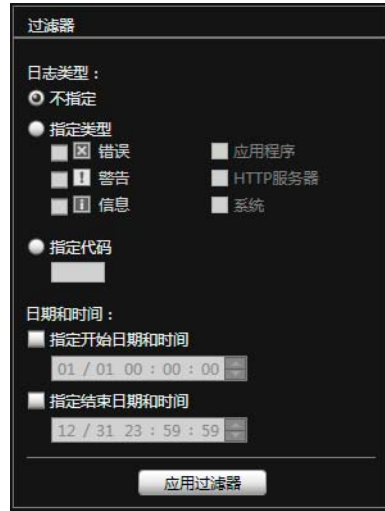 过滤器
日志类型：
不指定
指定类型
错误 应用程序
警告 HTTP服务器
信息 系统
指定代码
日期和时间：
指定开始日期和时间
01 / 01 00 : 00 : 00
指定结束日期和时间
12 / 31 23 : 59 : 59
应用过滤器